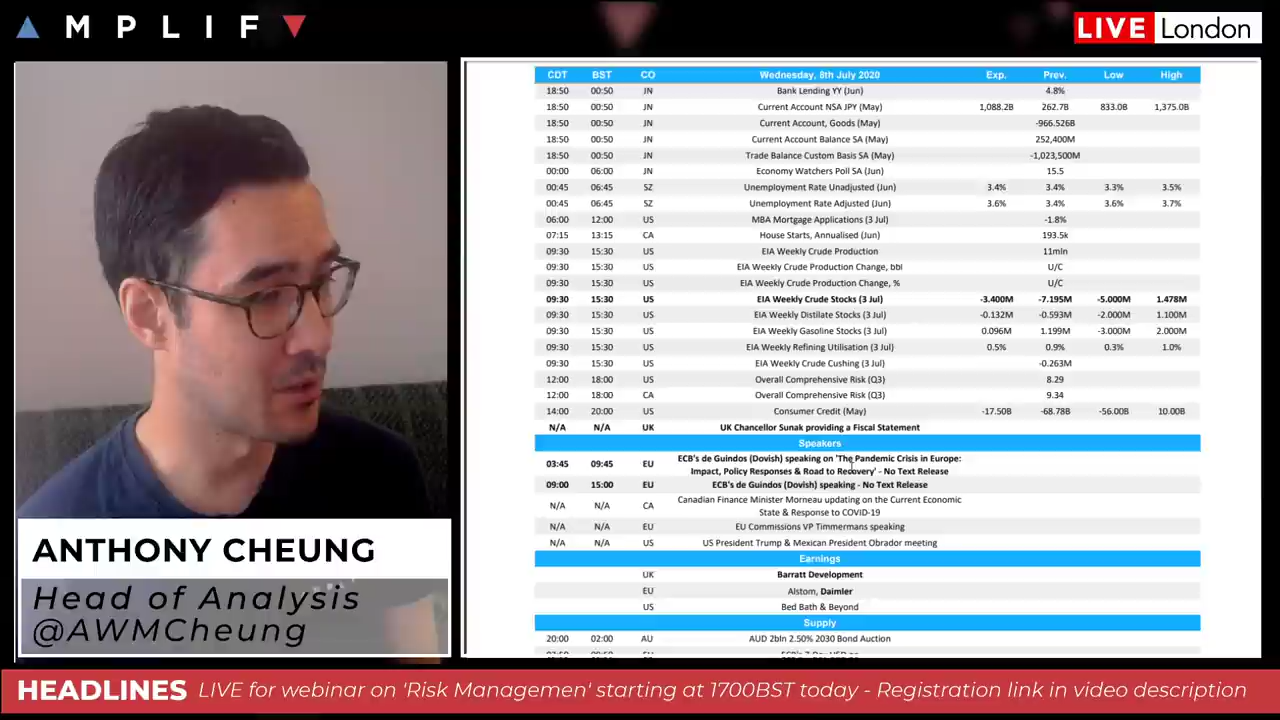 AMPLIFY
LIVE London
CDT BST CO Wednesday, 8th July 2020 Exp. Prev. Low High
18:50 00:50 JN Bank Lending YY (Jun) 4.8%
18:50 00:50 JN Current Account NSA JPY (May) 1,088.2B 262.7B 833.0B 1,375.0B
18:50 00:50 JN Current Account, Goods (May) -966.526B
18:50 00:50 JN Current Account Balance SA (May) 252,400M
18:50 00:50 JN Trade Balance Custom Basis SA (May) -1,023,500M
00:00 06:00 JN Economy Watchers Poll SA (Jun) 15.5
00:45 06:45 SZ Unemployment Rate Unadjusted (Jun) 3.4% 3.4% 3.3% 3.5%
00:45 06:45 SZ Unemployment Rate Adjusted (Jun) 3.6% 3.4% 3.6% 3.7%
06:00 12:00 US MBA Mortgage Applications (3 Jul) -1.8%
07:15 13:15 CA House Starts, Annualised (Jun) 193.5k
09:30 15:30 US EIA Weekly Crude Production 11mln
09:30 15:30 US EIA Weekly Crude Production Change, bbl U/C
09:30 15:30 US EIA Weekly Crude Production Change, % U/C
09:30 15:30 US EIA Weekly Crude Stocks (3 Jul) -3.400M -7.195M -5.000M 1.478M
09:30 15:30 US EIA Weekly Distilate Stocks (3 Jul) -0.132M -0.593M -2.000M 1.100M
09:30 15:30 US EIA Weekly Gasoline Stocks (3 Jul) 0.096M 1.199M -3.000M 2.000M
09:30 15:30 US EIA Weekly Refining Utilisation (3 Jul) 0.5% 0.9% 0.3% 1.0%
09:30 15:30 US EIA Weekly Crude Cushing (3 Jul) -0.263M
12:00 18:00 US Overall Comprehensive Risk (Q3) 8.29
12:00 18:00 CA Overall Comprehensive Risk (Q3) 9.34
14:00 20:00 US Consumer Credit (May) -17.50B -68.78B -56.00B 10.00B
N/A N/A UK UK Chancellor Sunak providing a Fiscal Statement
Speakers
03:45 09:45 EU ECB's de Guindos (Dovish) speaking on 'The Pandemic Crisis in Europe:
Impact, Policy Responses & Road to Recovery' - No Text Release
09:00 15:00 EU ECB's de Guindos (Dovish) speaking - No Text Release
N/A N/A CA Canadian Finance Minister Morneau updating on the Current Economic
State & Response to COVID-19
N/A N/A EU EU Commissions VP Timmermans speaking
N/A N/A US US President Trump & Mexican President Obrador meeting
Earnings
UK Barratt Development
EU Alstom, Daimler
US Bed Bath & Beyond
Supply
20:00 02:00 AU AUD 2bln 2.50% 2030 Bond Auction
ANTHONY CHEUNG
Head of Analysis
@AWMCheung
HEADLINES LIVE for webinar on 'Risk Managemen' starting at 1700BST today - Registration link in video description